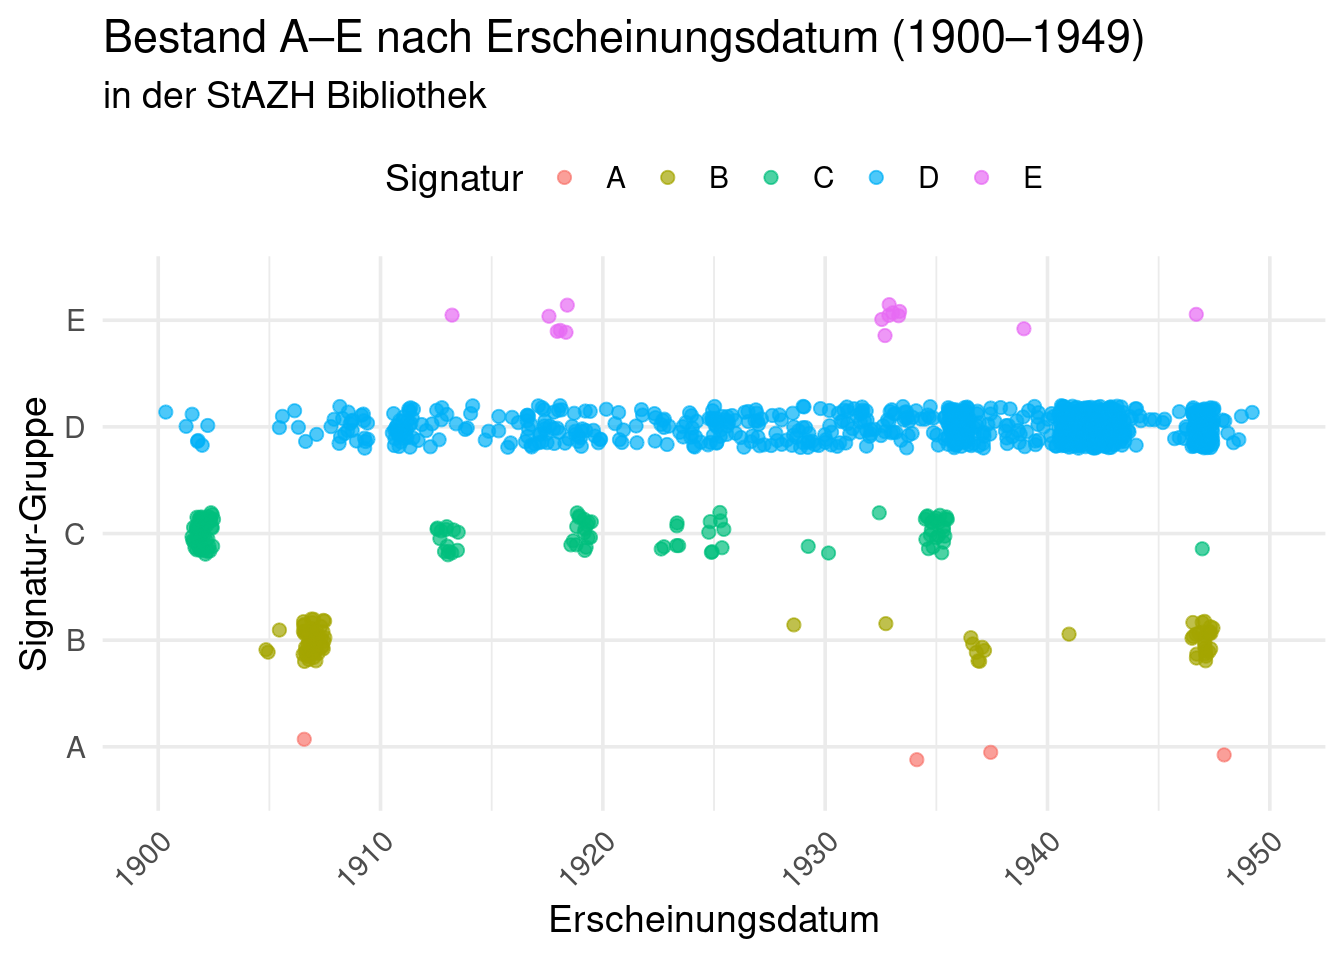 Bestand A–E nach Erscheinungsdatum (1900–1949)
in der StAZH Bibliothek
Signatur A B C D E
E
D
C
B
A
Signatur-Gruppe
1900 1910 1920 1930 1940 1950
Erscheinungsdatum